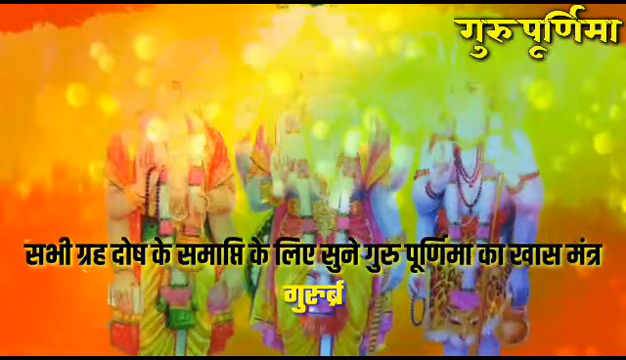 गुरु पूर्णिमा
सभी ग्रह दोष के समाप्ति के लिए सुने गुरु पूर्णिमा का खास मंत्र
गुरुर्ब्र